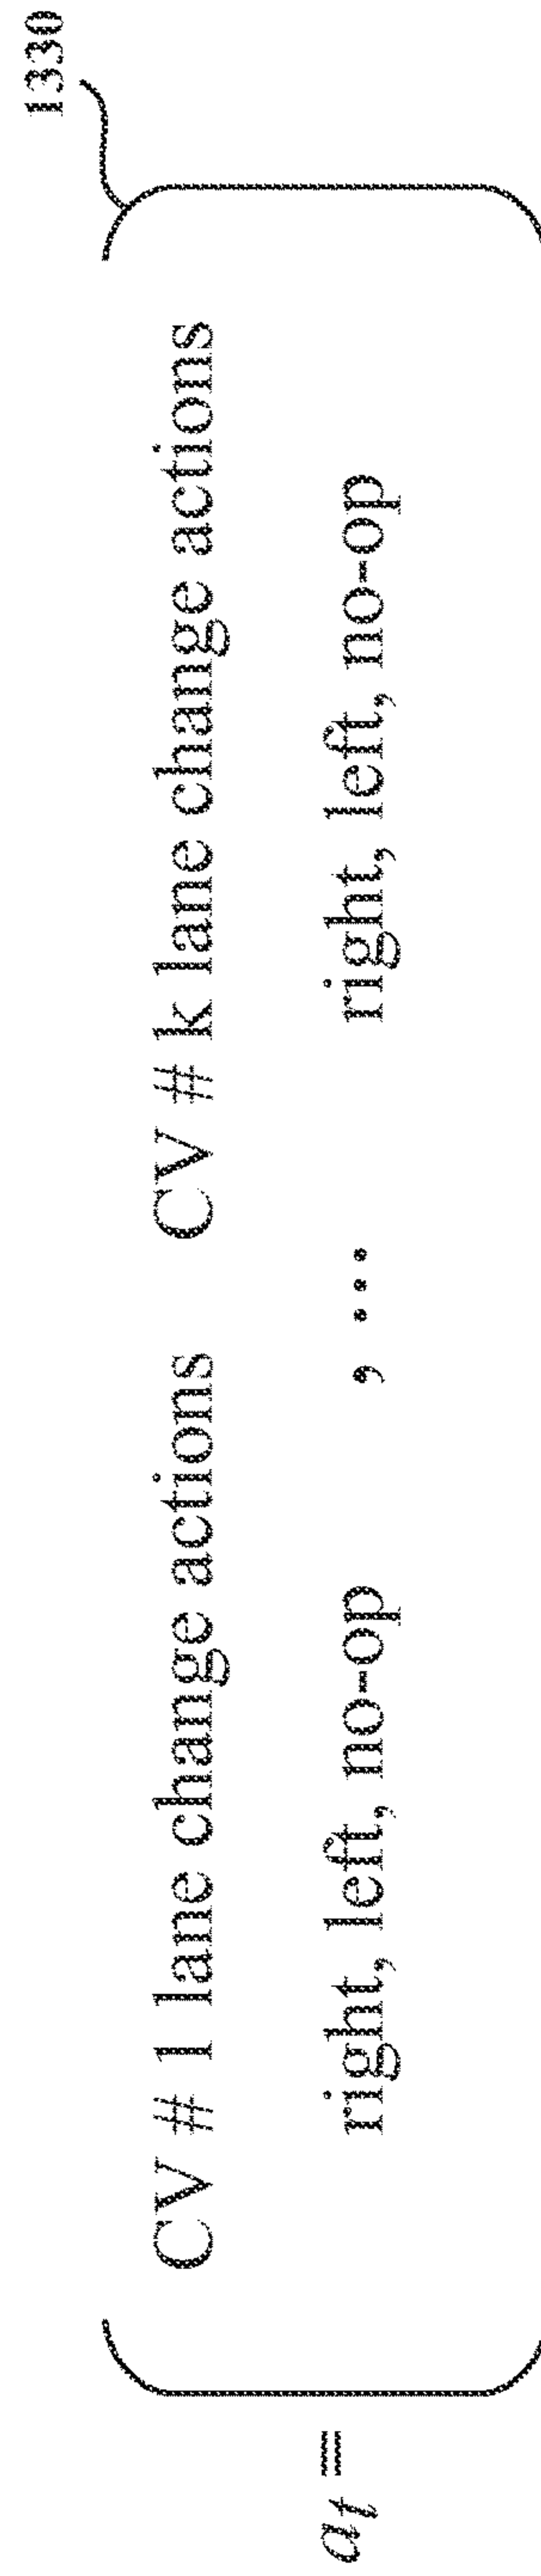 1330
CV # 1 lane change actions CV # k lane change actions
a_t = right, left, no-op , ... right, left, no-op